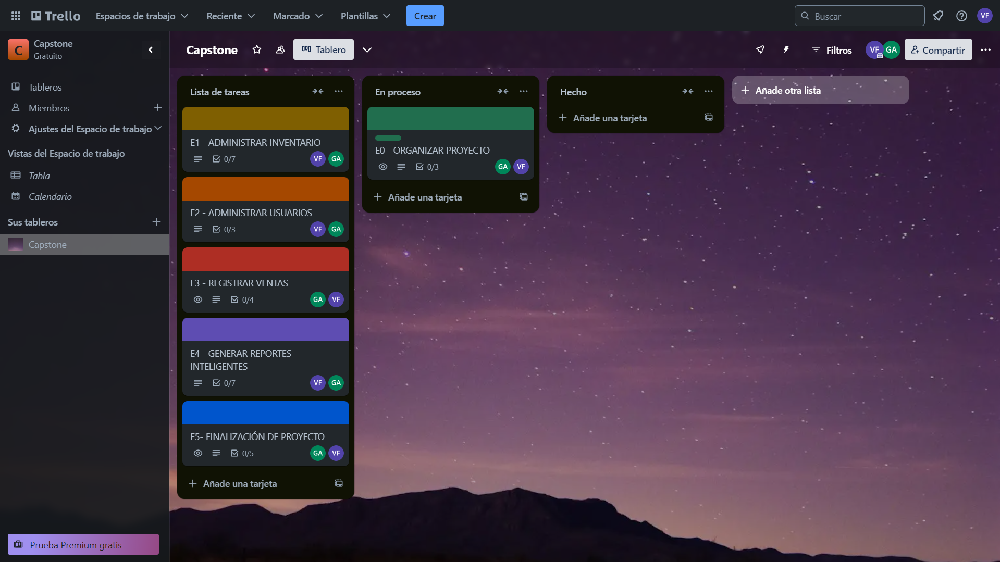 Trello
Espacios de trabajo
Reciente
Marcado
Plantillas
Crear
Buscar
VF
C
Capstone
Gratuito
Tableros
Miembros
Ajustes del Espacio de trabajo
Vistas del Espacio de trabajo
Tabla
Calendario
Sus tableros
Capstone
Prueba Premium gratis
Capstone
Tablero
Filtros
VF
GA
Compartir
Lista de tareas
E1 - ADMINISTRAR INVENTARIO
0/7
VF
GA
E2 - ADMINISTRAR USUARIOS
0/3
VF
GA
E3 - REGISTRAR VENTAS
0/4
GA
VF
E4 - GENERAR REPORTES
INTELIGENTES
0/7
VF
GA
E5- FINALIZACIÓN DE PROYECTO
0/5
GA
VF
Añade una tarjeta
En proceso
E0 - ORGANIZAR PROYECTO
0/3
GA
VF
Añade una tarjeta
Hecho
Añade una tarjeta
Añade otra lista